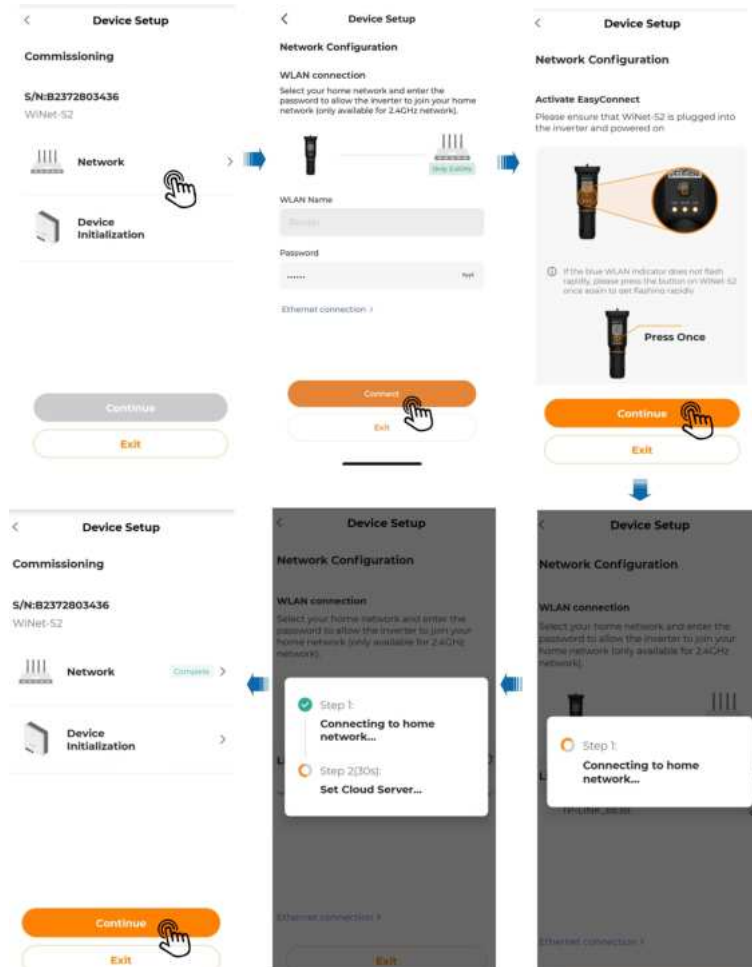 Device Setup
Commissioning
S/N:B2372803436
WiNet-S2
Network
Device
Initialization
Continue
Exit
Device Setup
Network Configuration
WLAN connection
Select your home network and enter the
password to allow the inverter to join your home
network (only available for 2.4GHz network).
Only 2.4GHz
WLAN Name
Password
Ethernet connection >
Connect
Exit
Device Setup
Network Configuration
Activate EasyConnect
Please ensure that WiNet-S2 is plugged into
the inverter and powered on
If the blue WLAN indicator does not flash
rapidly, please press the button on WiNet-S2
once again to set flashing rapidly
Press Once
Continue
Exit
Device Setup
Network Configuration
WLAN connection
Select your home network and enter the
password to allow the inverter to join your
home network (only available for 2.4GHz
network).
Step 1:
Connecting to home
network...
Ethernet connection >
Device Setup
Network Configuration
WLAN connection
Select your home network and enter the
password to allow the inverter to join your
home network (only available for 2.4GHz
network).
Step 1:
Connecting to home
network...
Step 2(30s):
Set Cloud Server...
Ethernet connection >
Exit
Device Setup
Commissioning
S/N:B2372803436
WiNet-S2
Network
Complete
Device
Initialization
Continue
Exit